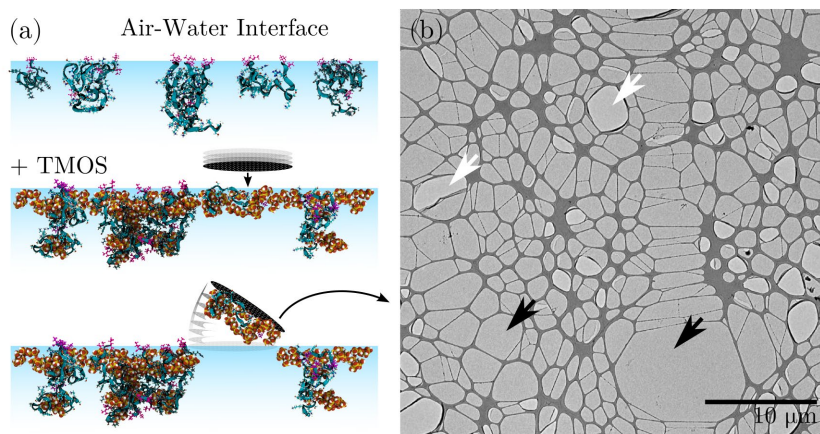 (a)
Air-Water Interface
+ TMOS
(b)
10 μm